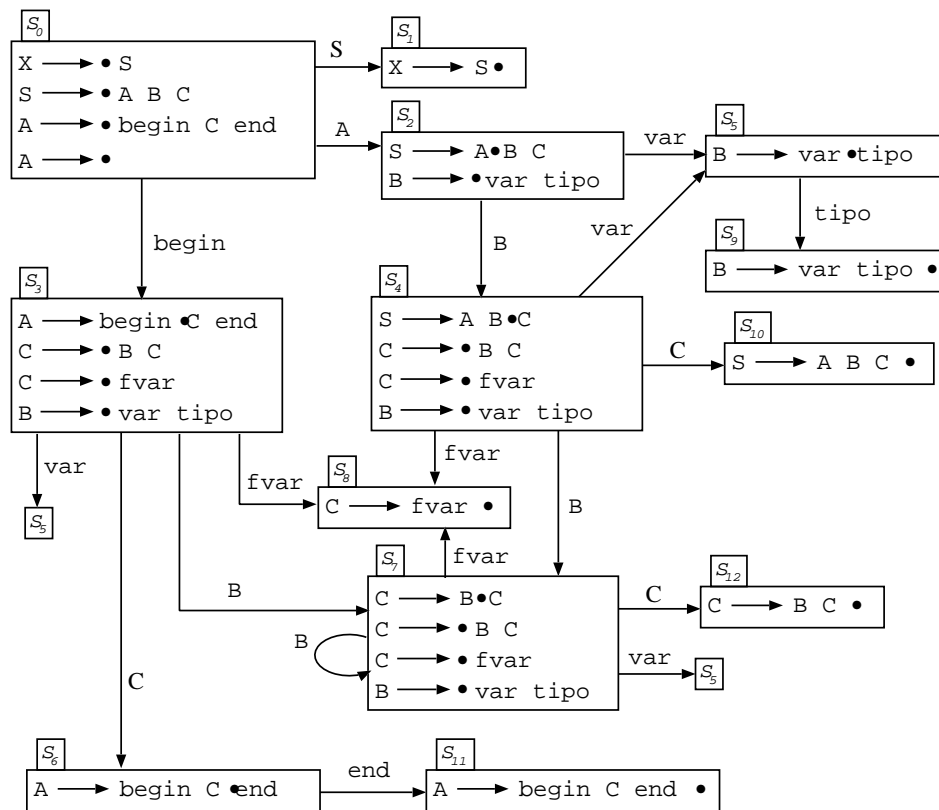 S0
X → • S
S → • A B C
A → • begin C end
A → •
S
S1
X → S •
A
S2
S → A • B C
B → • var tipo
var
S5
B → var • tipo
tipo
S9
B → var tipo •
begin
B
var
S3
A → begin • C end
C → • B C
C → • fvar
B → • var tipo
S4
S → A B • C
C → • B C
C → • fvar
B → • var tipo
C
S10
S → A B C •
var
S5
fvar
fvar
B
S8
C → fvar •
fvar
B
S7
C → B • C
C → • B C
C → • fvar
B → • var tipo
B
C
S12
C → B C •
var
S5
C
S6
A → begin C • end
end
S11
A → begin C end •